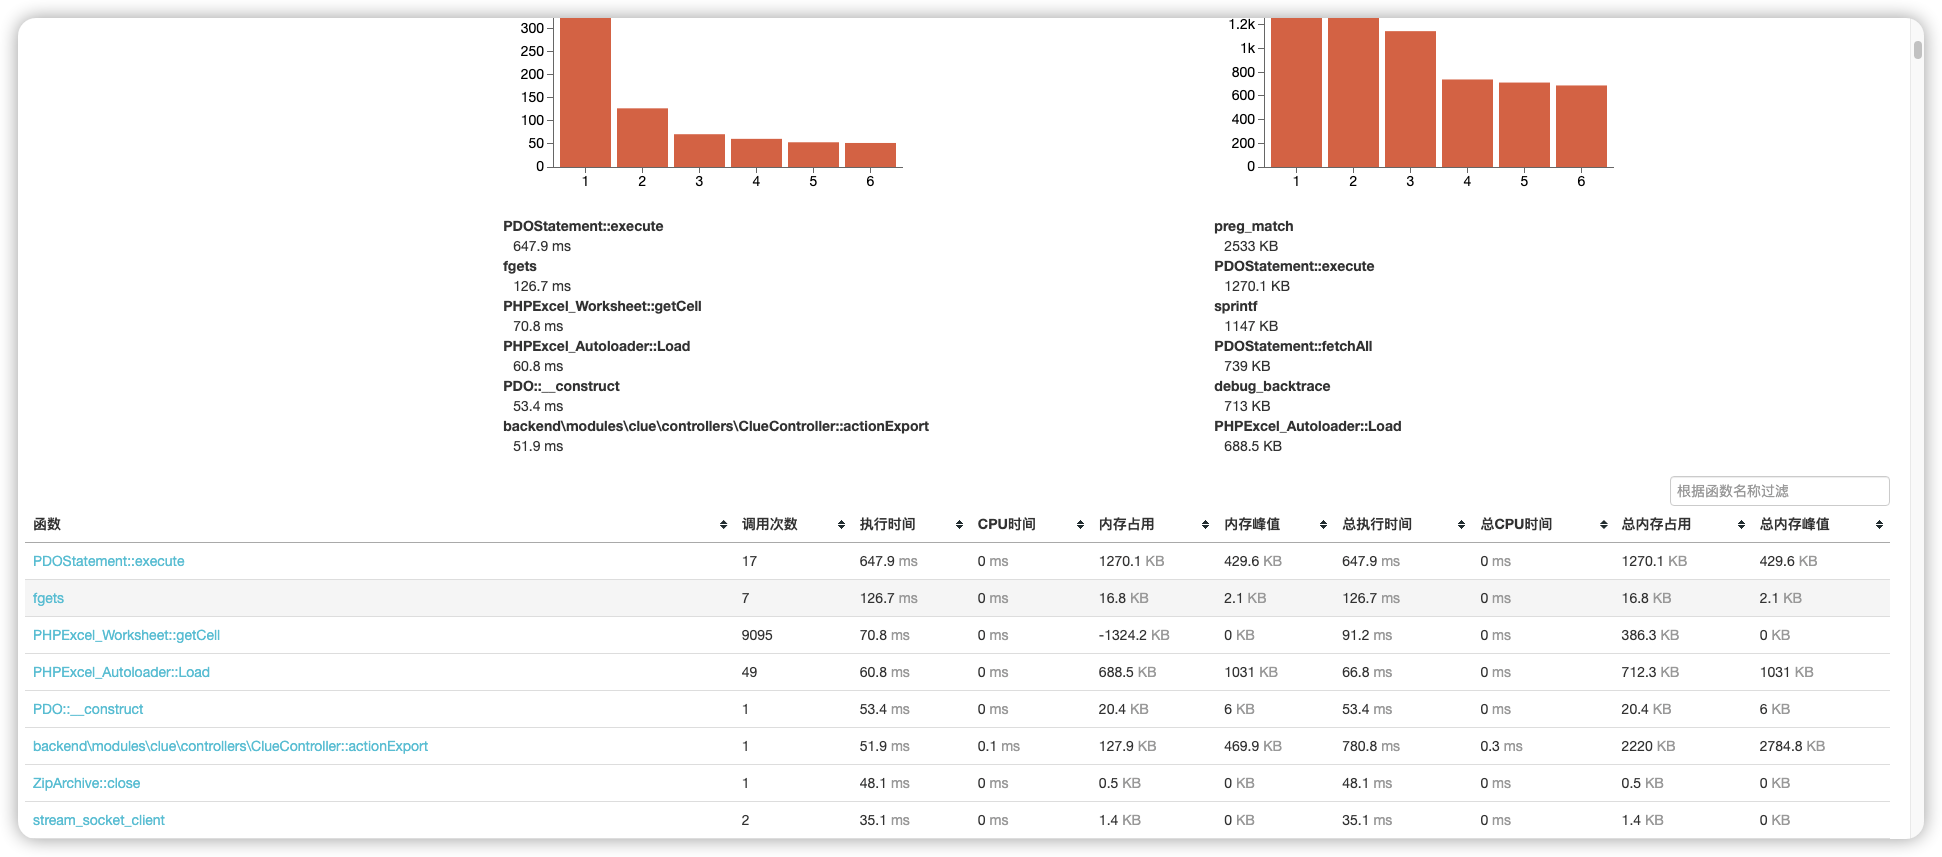 300
250
200
150
100
50
0
1 2 3 4 5 6
1.2k
1k
800
600
400
200
0
1 2 3 4 5 6
PDOStatement::execute
647.9 ms
fgets
126.7 ms
PHPExcel_Worksheet::getCell
70.8 ms
PHPExcel_Autoloader::Load
60.8 ms
PDO::__construct
53.4 ms
backend\modules\clue\controllers\ClueController::actionExport
51.9 ms
preg_match
2533 KB
PDOStatement::execute
1270.1 KB
sprintf
1147 KB
PDOStatement::fetchAll
739 KB
debug_backtrace
713 KB
PHPExcel_Autoloader::Load
688.5 KB
根据函数名称过滤
函数 调用次数 执行时间 CPU时间 内存占用 内存峰值 总执行时间 总CPU时间 总内存占用 总内存峰值
PDOStatement::execute 17 647.9 ms 0 ms 1270.1 KB 429.6 KB 647.9 ms 0 ms 1270.1 KB 429.6 KB
fgets 7 126.7 ms 0 ms 16.8 KB 2.1 KB 126.7 ms 0 ms 16.8 KB 2.1 KB
PHPExcel_Worksheet::getCell 9095 70.8 ms 0 ms -1324.2 KB 0 KB 91.2 ms 0 ms 386.3 KB 0 KB
PHPExcel_Autoloader::Load 49 60.8 ms 0 ms 688.5 KB 1031 KB 66.8 ms 0 ms 712.3 KB 1031 KB
PDO::__construct 1 53.4 ms 0 ms 20.4 KB 6 KB 53.4 ms 0 ms 20.4 KB 6 KB
backend\modules\clue\controllers\ClueController::actionExport 1 51.9 ms 0.1 ms 127.9 KB 469.9 KB 780.8 ms 0.3 ms 2220 KB 2784.8 KB
ZipArchive::close 1 48.1 ms 0 ms 0.5 KB 0 KB 48.1 ms 0 ms 0.5 KB 0 KB
stream_socket_client 2 35.1 ms 0 ms 1.4 KB 0 KB 35.1 ms 0 ms 1.4 KB 0 KB